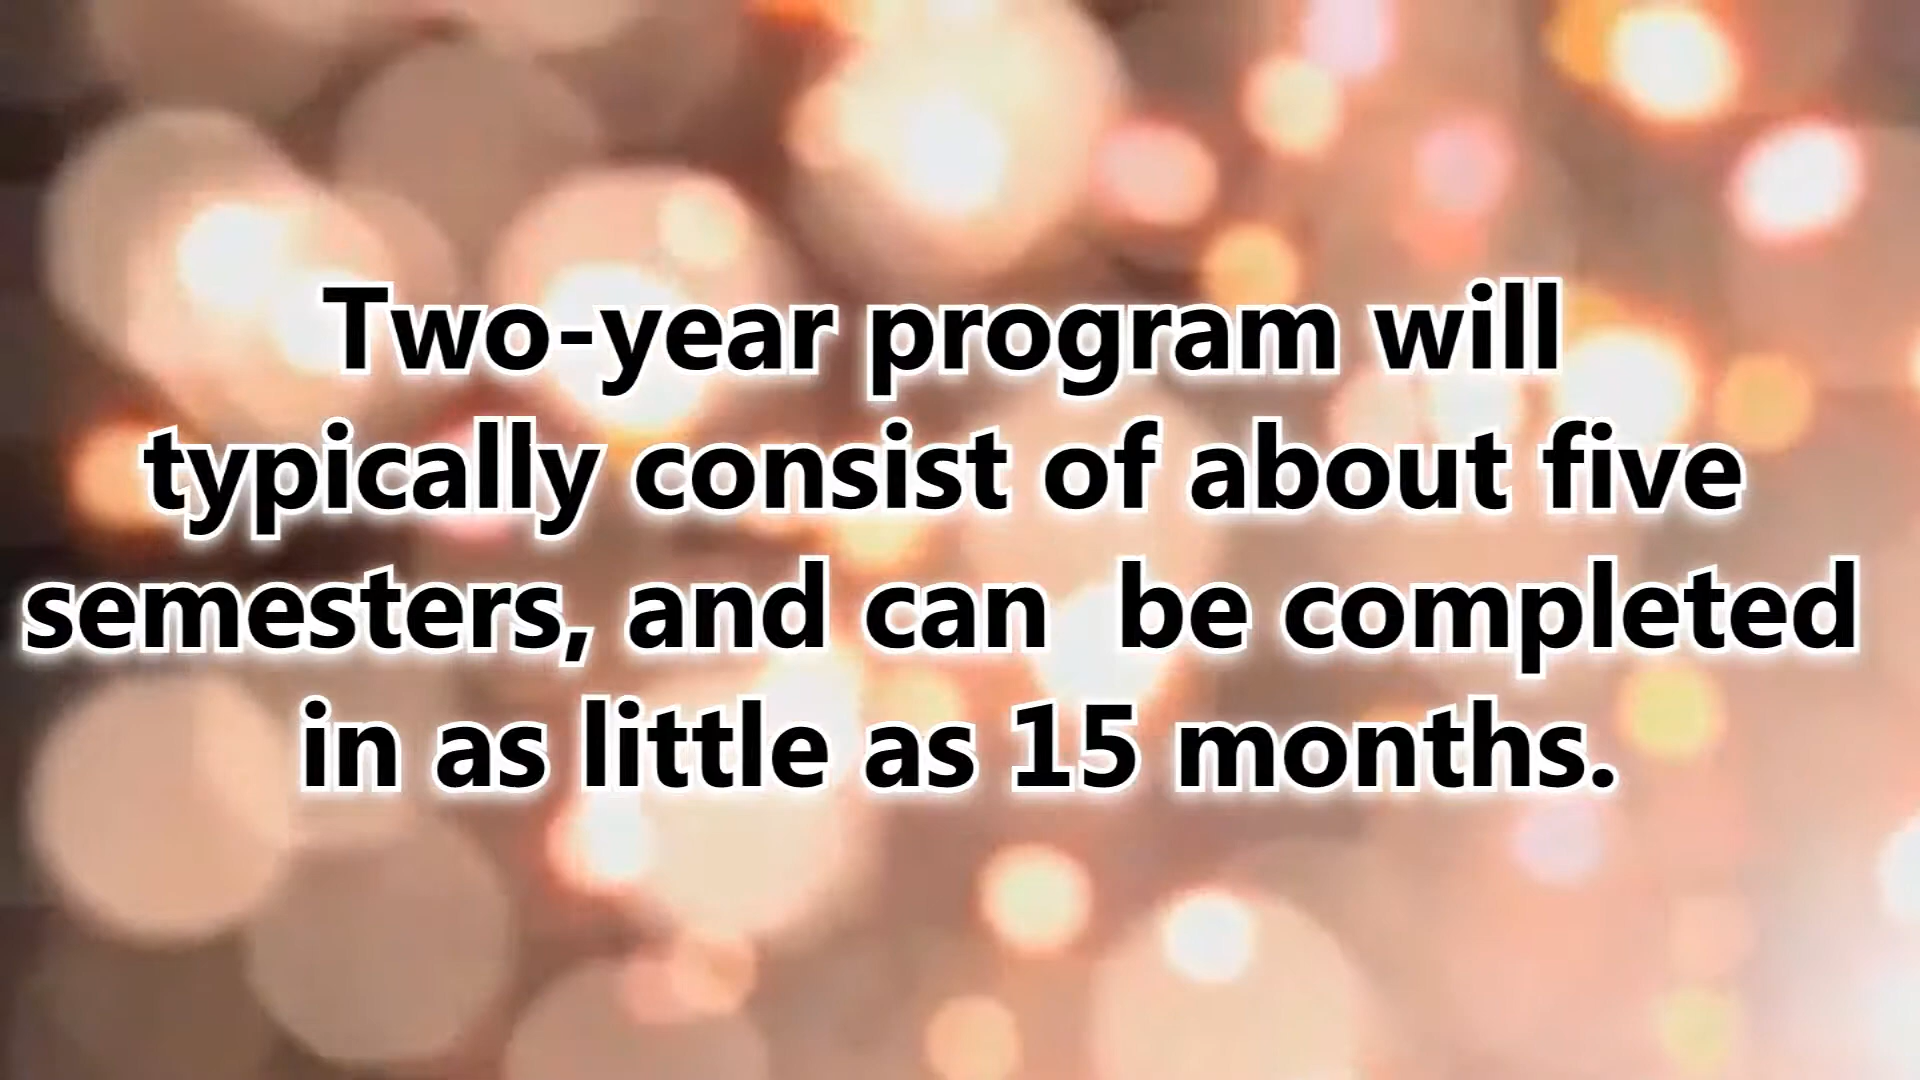 Two-year program will
typically consist of about five
semesters, and can  be completed
in as little as 15 months.